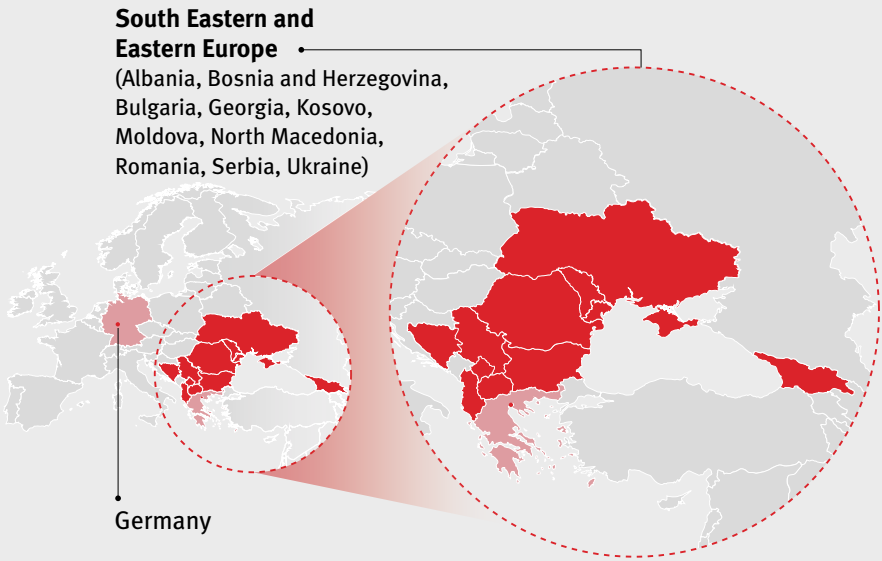 South Eastern and
Eastern Europe
(Albania, Bosnia and Herzegovina,
Bulgaria, Georgia, Kosovo,
Moldova, North Macedonia,
Romania, Serbia, Ukraine)
Germany